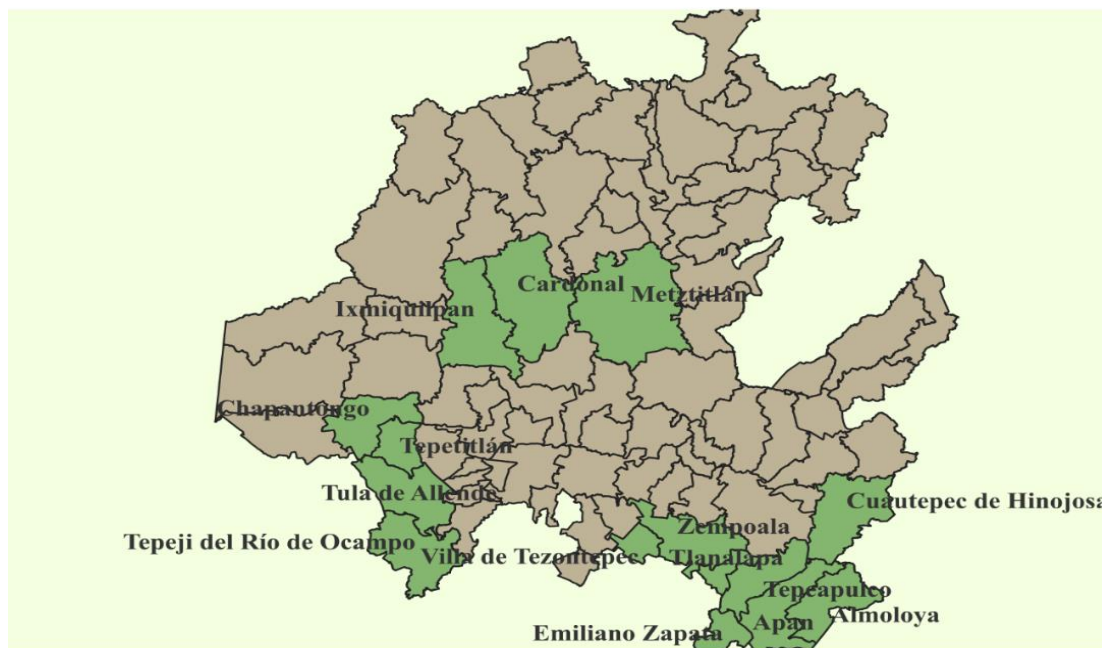 Cardonal
Metztitlán
Ixmiquilpan
Chapantongo
Tepetitlán
Tula de Allende
Cuautepec de Hinojosa
Zempoala
Tepeji del Río de Ocampo
Villa de Tezontepec
Tlanalapa
Tepeapulco
Almoloya
Apan
Emiliano Zapata